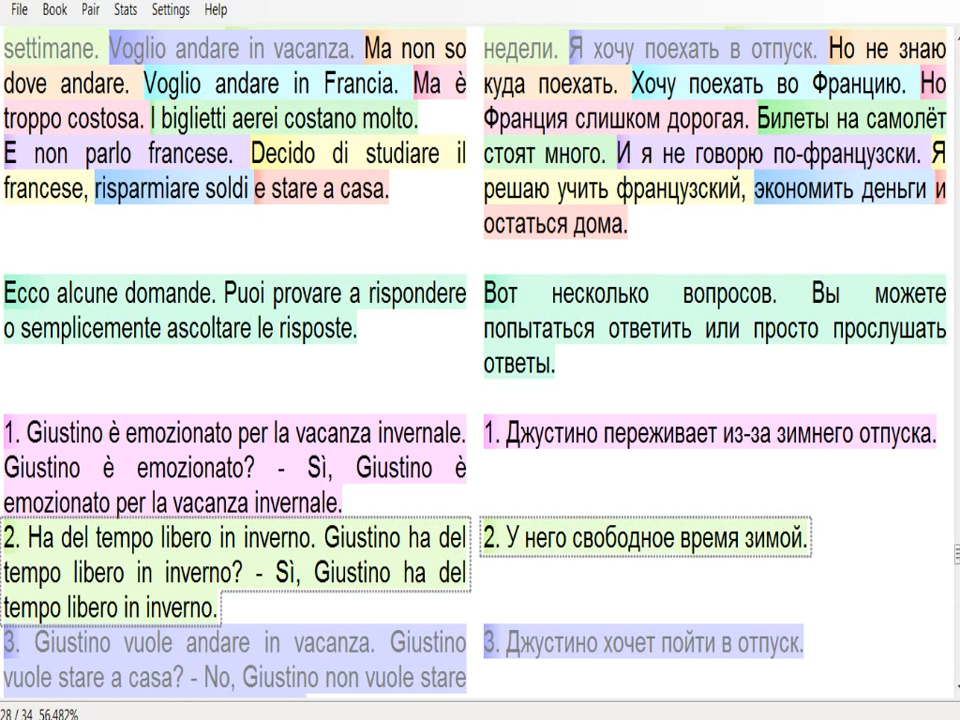 File Book Pair Stats Settings Help
settimane. Voglio andare in vacanza. Ma non so
dove andare. Voglio andare in Francia. Ma è
troppo costosa. I biglietti aerei costano molto.
E non parlo francese. Decido di studiare il
francese, risparmiare soldi e stare a casa.
Ecco alcune domande. Puoi provare a rispondere
o semplicemente ascoltare le risposte.
1. Giustino è emozionato per la vacanza invernale.
Giustino è emozionato? - Sì, Giustino è
emozionato per la vacanza invernale.
2. Ha del tempo libero in inverno. Giustino ha del
tempo libero in inverno? - Sì, Giustino ha del
tempo libero in inverno.
3. Giustino vuole andare in vacanza. Giustino
vuole stare a casa? - No, Giustino non vuole stare
недели. Я хочу поехать в отпуск. Но не знаю
куда поехать. Хочу поехать во Францию. Но
Франция слишком дорогая. Билеты на самолёт
стоят много. И я не говорю по-французски. Я
решаю учить французский, экономить деньги и
остаться дома.
Вот несколько вопросов. Вы можете
попытаться ответить или просто прослушать
ответы.
1. Джустино переживает из-за зимнего отпуска.
2. У него свободное время зимой.
3. Джустино хочет пойти в отпуск.
28 / 34 56.482%